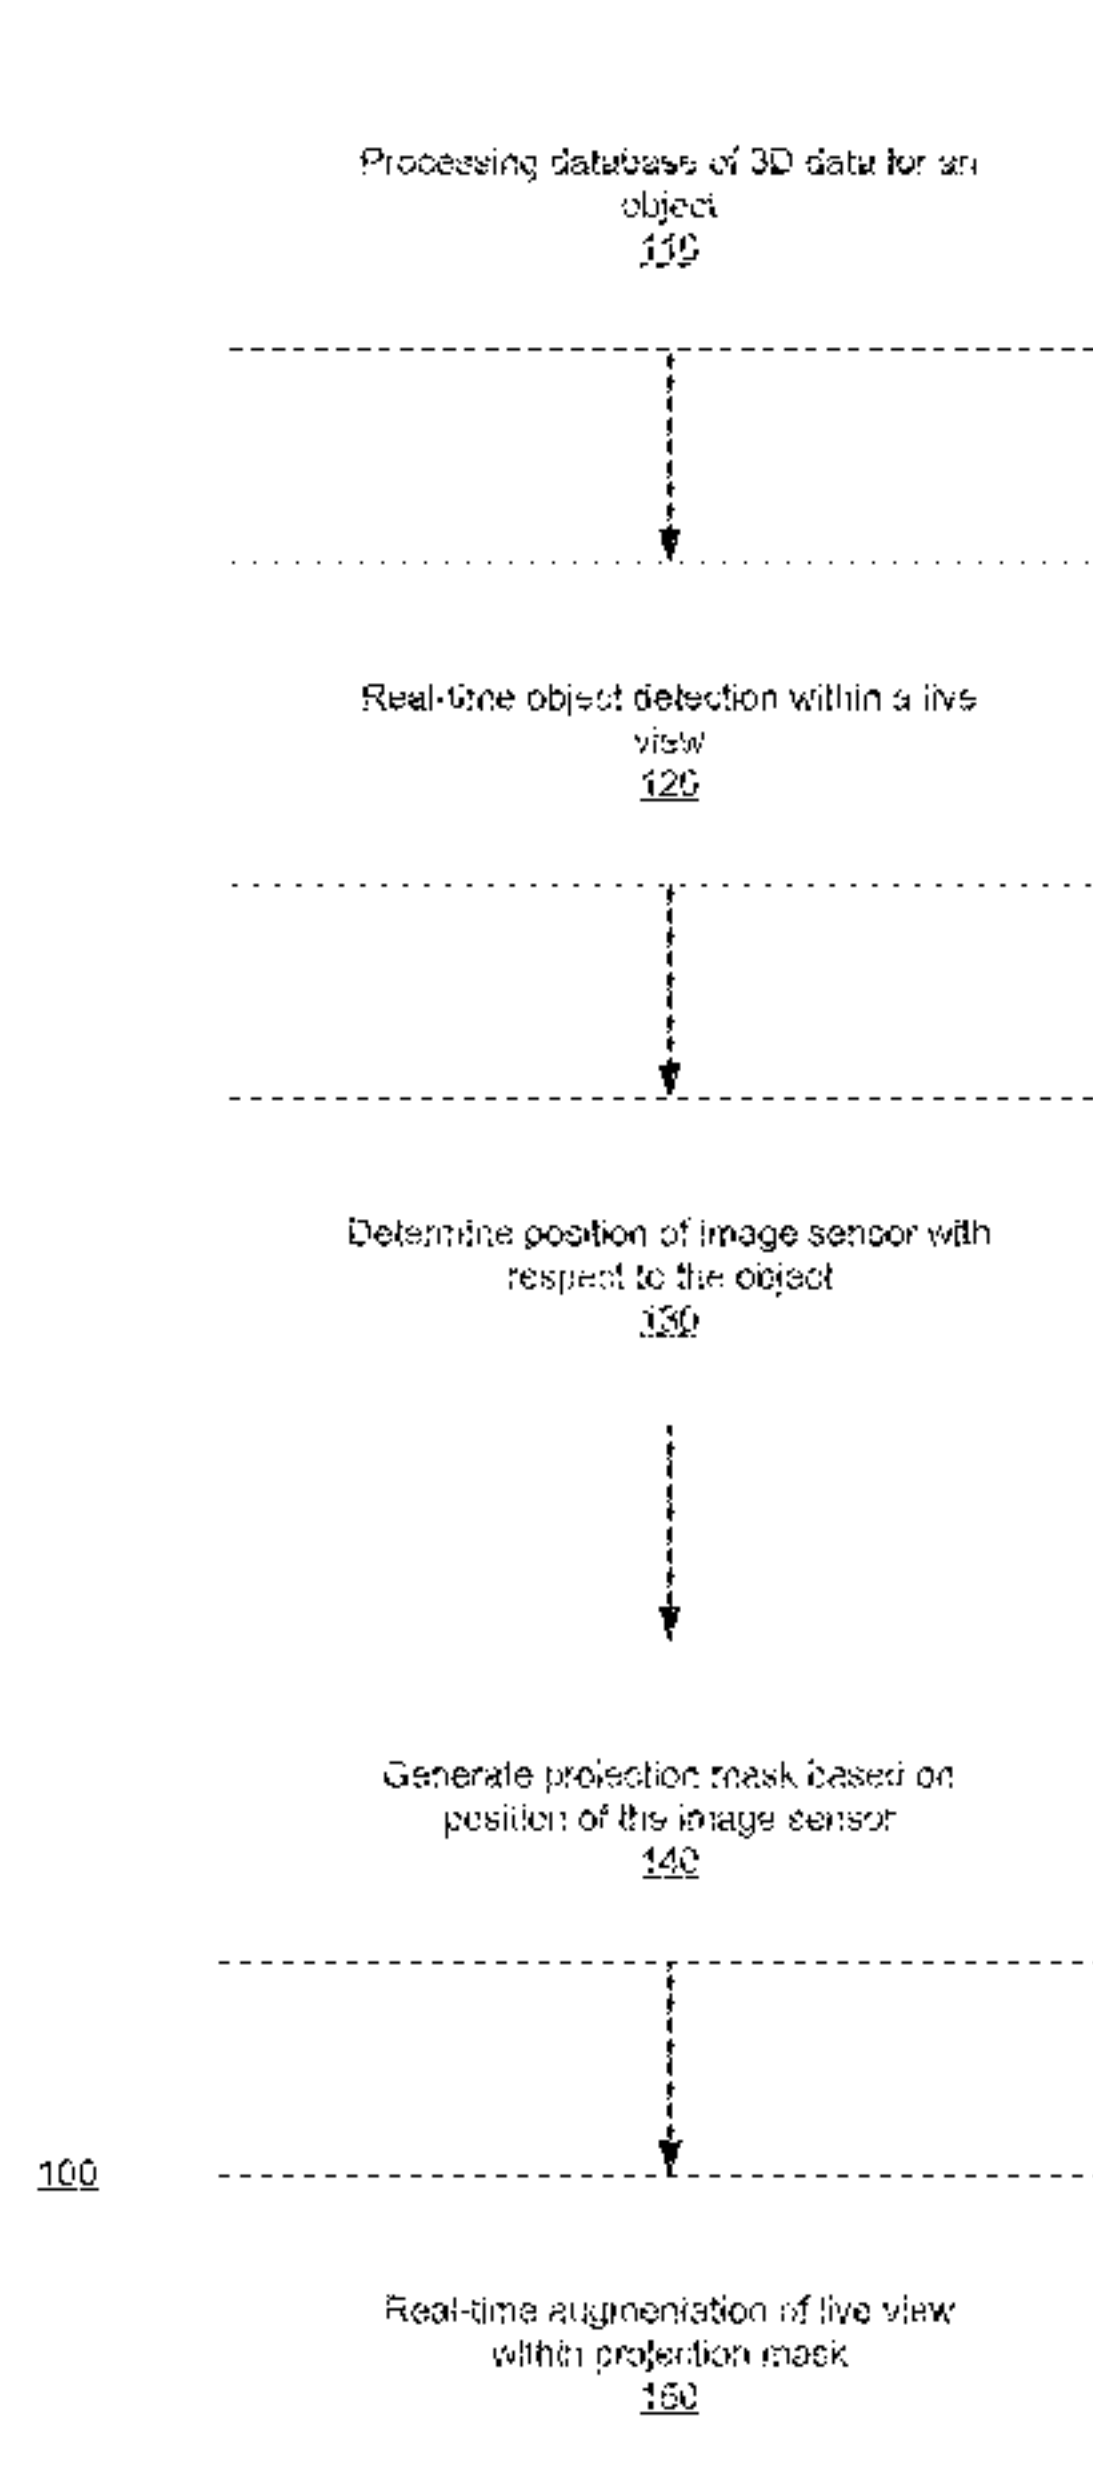 Processing database of 3D data for an
object
110
Real-time object detection within a live
view
120
Determine position of image sensor with
respect to the object
130
Generate projection mask based on
position of the image sensor
140
100
Real-time augmentation of live view
within projection mask
150